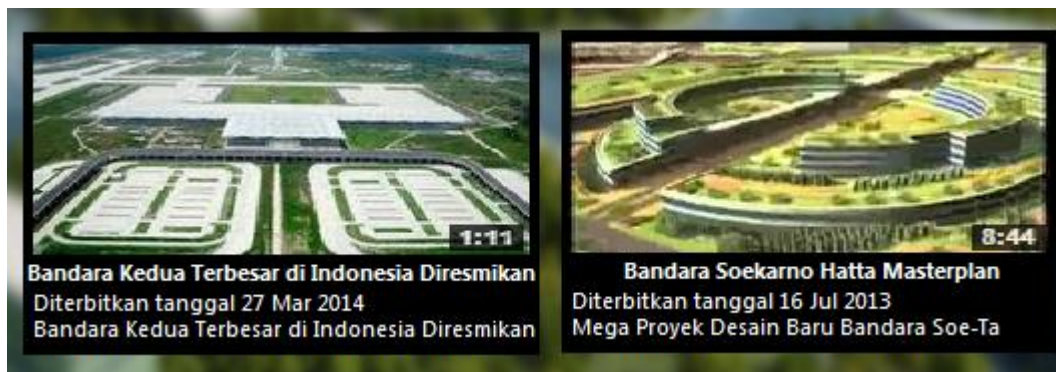 1:11
Bandara Kedua Terbesar di Indonesia Diresmikan
Diterbitkan tanggal 27 Mar 2014
Bandara Kedua Terbesar di Indonesia Diresmikan
8:44
Bandara Soekarno Hatta Masterplan
Diterbitkan tanggal 16 Jul 2013
Mega Proyek Desain Baru Bandara Soe-Ta